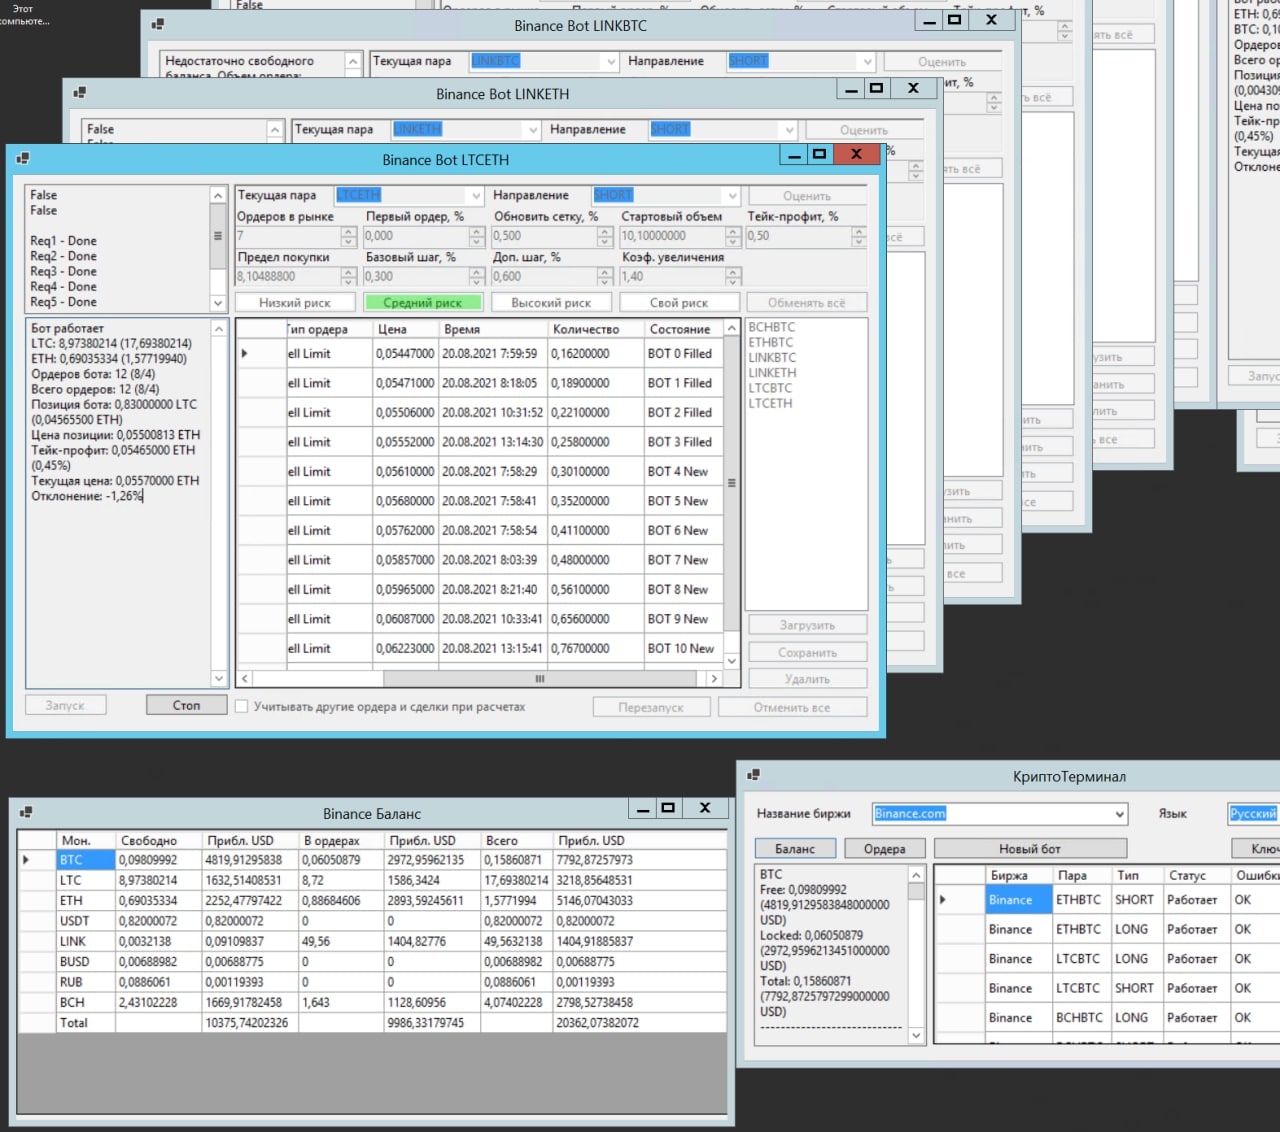 Этот
False
Binance Bot LINKBTC
Недостаточно свободного
баланса. Объем ордера:
Текущая пара
LINKBTC
Направление
SHORT
Оценить
Binance Bot LINKETH
False
Текущая пара
LINKETH
Направление
SHORT
Оценить
Binance Bot LTCETH
False
False
Req1 - Done
Req2 - Done
Req3 - Done
Req4 - Done
Req5 - Done
Текущая пара LTCETH Направление SHORT Оценить
Ордеров в рынке Первый ордер, % Обновить сетку, % Стартовый объем Тейк-профит, %
7 0,000 0,500 10,10000000 0,50
Предел покупки Базовый шаг, % Доп. шаг, % Коэф. увеличения
8,10488800 0,300 0,600 1,40
Низкий риск Средний риск Высокий риск Свой риск Обменять всё
Бот работает
LTC: 8,97380214 (17,69380214)
ETH: 0,69035334 (1,57719940)
Ордеров бота: 12 (8/4)
Всего ордеров: 12 (8/4)
Позиция бота: 0,83000000 LTC
(0,04565500 ETH)
Цена позиции: 0,05500813 ETH
Тейк-профит: 0,05465000 ETH
(0,45%)
Текущая цена: 0,05570000 ETH
Отклонение: -1,26%
Тип ордера Цена Время Количество Состояние
ell Limit 0,05447000 20.08.2021 7:59:59 0,16200000 BOT 0 Filled
ell Limit 0,05471000 20.08.2021 8:18:05 0,18900000 BOT 1 Filled
ell Limit 0,05506000 20.08.2021 10:31:52 0,22100000 BOT 2 Filled
ell Limit 0,05552000 20.08.2021 13:14:30 0,25800000 BOT 3 Filled
ell Limit 0,05610000 20.08.2021 7:58:29 0,30100000 BOT 4 New
ell Limit 0,05680000 20.08.2021 7:58:41 0,35200000 BOT 5 New
ell Limit 0,05762000 20.08.2021 7:58:54 0,41100000 BOT 6 New
ell Limit 0,05857000 20.08.2021 8:03:39 0,48000000 BOT 7 New
ell Limit 0,05965000 20.08.2021 8:21:40 0,56100000 BOT 8 New
ell Limit 0,06087000 20.08.2021 10:33:41 0,65600000 BOT 9 New
ell Limit 0,06223000 20.08.2021 13:15:41 0,76700000 BOT 10 New
BCHBTC
ETHBTC
LINKBTC
LINKETH
LTCBTC
LTCETH
Загрузить
Сохранить
Удалить
Запуск Стоп Учитывать другие ордера и сделки при расчетах Перезапуск Отменить все
Binance Баланс
Мон. Свободно Прибл. USD В ордерах Прибл. USD Всего Прибл. USD
BTC 0,09809992 4819,91295838 0,06050879 2972,95962135 0,15860871 7792,87257973
LTC 8,97380214 1632,51408531 8,72 1586,3424 17,69380214 3218,85648531
ETH 0,69035334 2252,47797422 0,88684606 2893,59245611 1,5771994 5146,07043033
USDT 0,82000072 0,82000072 0 0 0,82000072 0,82000072
LINK 0,0032138 0,09109837 49,56 1404,82776 49,5632138 1404,91885837
BUSD 0,00688982 0,00688775 0 0 0,00688982 0,00688775
RUB 0,0886061 0,00119393 0 0 0,0886061 0,00119393
BCH 2,43102228 1669,91782458 1,643 1128,60956 4,07402228 2798,52738458
Total 10375,74202326 9986,33179745 20362,07382072
КриптоТерминал
Название биржи Binance.com Язык Русский
Баланс Ордера Новый бот
BTC
Free: 0,09809992
(4819,9129583848000000
USD)
Locked: 0,06050879
(2972,9596213451000000
USD)
Total: 0,15860871
(7792,8725797299000000
USD)
Биржа Пара Тип Статус Ошибки
Binance ETHBTC SHORT Работает OK
Binance ETHBTC LONG Работает OK
Binance LTCBTC LONG Работает OK
Binance LTCBTC SHORT Работает OK
Binance BCHBTC LONG Работает OK